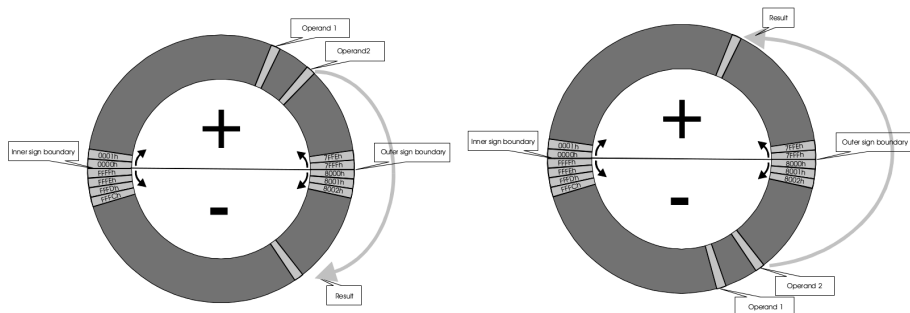 Operand 1
Operand2
+
Inner sign boundary
0001h
0000h
FFFFh
FFFEh
FFFDh
FFFCh
7FFEh
7FFFh
8000h
8001h
8002h
Outer sign boundary
-
Result
Result
+
Inner sign boundary
0001h
0000h
FFFFh
FFFEh
FFFDh
FFFCh
7FFEh
7FFFh
8000h
8001h
8002h
Outer sign boundary
-
Operand 2
Operand 1